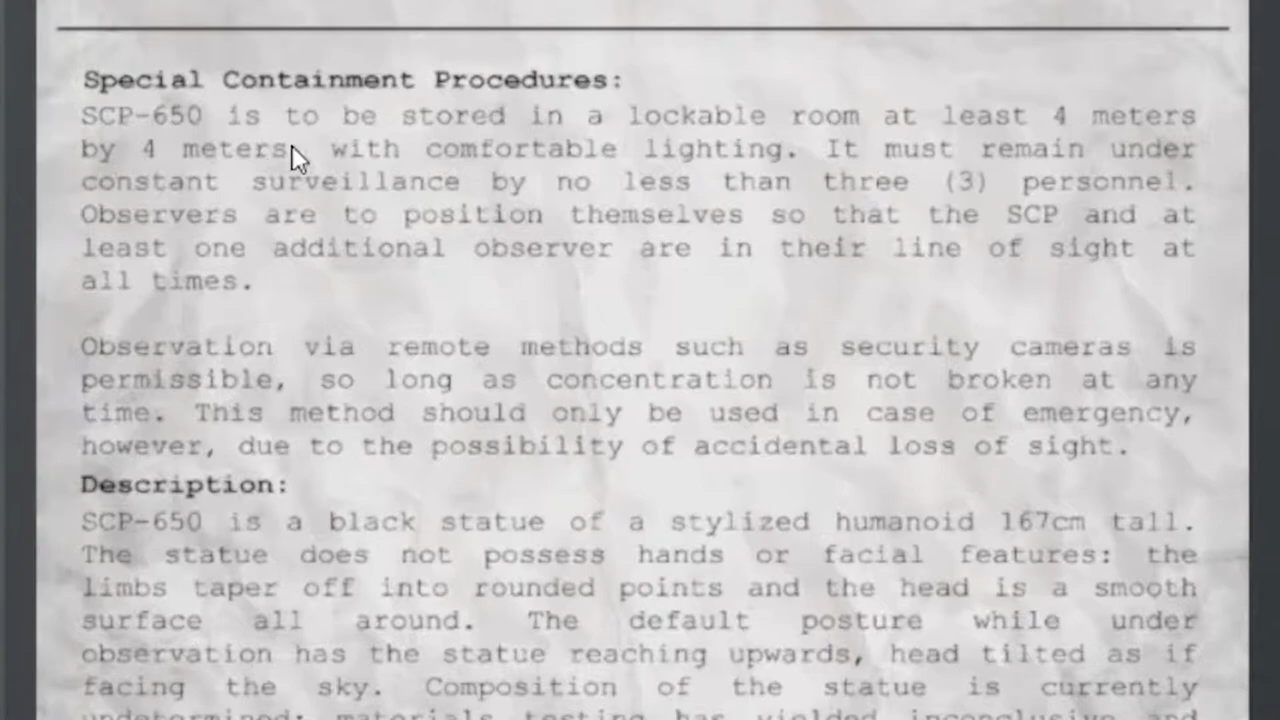 Special Containment Procedures:
SCP-650 is to be stored in a lockable room at least 4 meters
by 4 meters, with comfortable lighting. It must remain under
constant surveillance by no less than three (3) personnel.
Observers are to position themselves so that the SCP and at
least one additional observer are in their line of sight at
all times.
Observation via remote methods such as security cameras is
permissible, so long as concentration is not broken at any
time. This method should only be used in case of emergency,
however, due to the possibility of accidental loss of sight.
Description:
SCP-650 is a black statue of a stylized humanoid 167cm tall.
The statue does not possess hands or facial features: the
limbs taper off into rounded points and the head is a smooth
surface all around. The default posture while under
observation has the statue reaching upwards, head tilted as if
facing the sky. Composition of the statue is currently
undetermined; materials testing has yielded inconclusive and